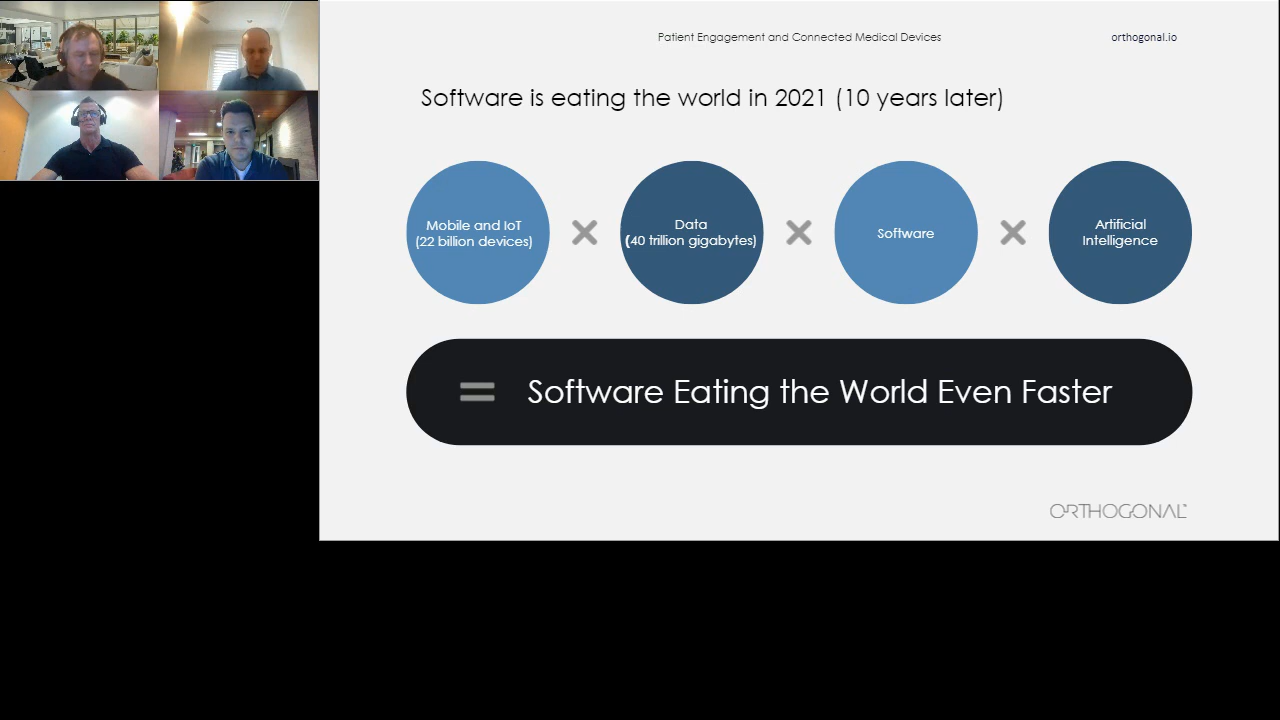 Patient Engagement and Connected Medical Devices
orthogonal.io
Software is eating the world in 2021 (10 years later)
Mobile and IoT
(22 billion devices)
Data
(40 trillion gigabytes)
Software
Artificial
Intelligence
= Software Eating the World Even Faster
ORTHOGONAL